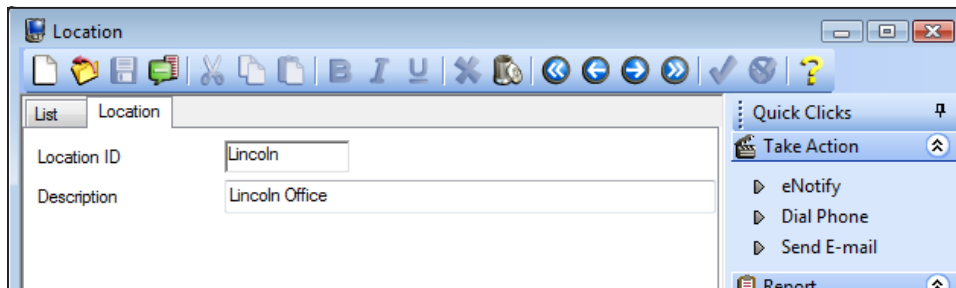 Location
B I U
List Location
Quick Clicks
Location ID Lincoln
Take Action
Description Lincoln Office
eNotify
Dial Phone
Send E-mail
Report